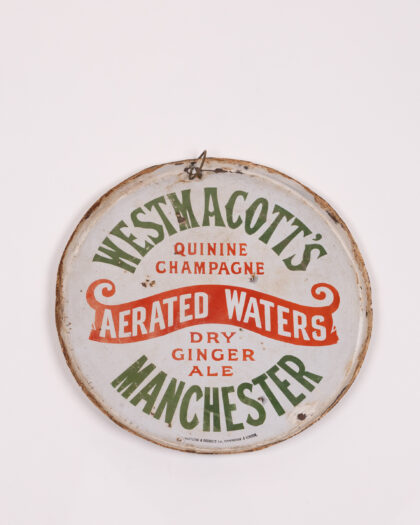 WESTMACOTT'S
QUININE
CHAMPAGNE
AERATED WATERS
DRY
GINGER
ALE
MANCHESTER